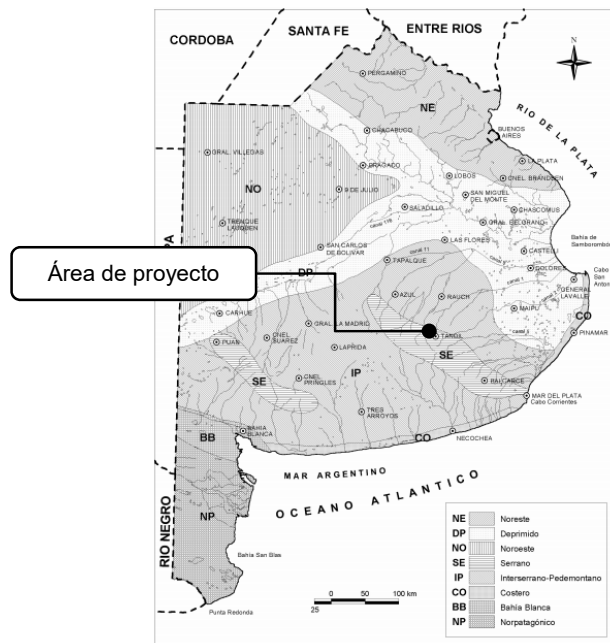 CORDOBA
SANTA FE
ENTRE RÍOS
N
PERGAMINO
NE
RIO DE LA PLATA
BUENOS
AIRES
CHACABUCO
LA PLATA
GRAL. VILLEGAS
BRAGADO
LOBOS
CNEL. BRANDSEN
NO
9 DE JULIO
SAN MIGUEL
DEL MONTE
SALADILLO
CHASCOMUS
GRAL. BELGRANO
Bahía de
Samborombón
LAS FLORES
canal 11
SAN CARLOS
DE BOLIVAR
CASTELLI
TAPALQUE
DOLORES
Cabo
San
Antonio
Área de proyecto
DP
AZUL
RAUCH
GENERAL
LAVALLE
MAIPU
CO
CARHUE
GRAL. LA MADRID
PINAMAR
TANDIL
PUAN
CNEL
SUAREZ
LAPRIDA
SE
SE
CNEL
PRINGLES
IP
BALCARCE
MAR DEL PLATA
Cabo Corrientes
TRES
ARROYOS
BB
BAHIA
BLANCA
CO
NECOCHEA
MAR ARGENTINO
OCEANO ATLANTICO
RIO NEGRO
NP
Bahía San Blas
Punta Redonda
25 0 50 100 km
NE Noreste
DP Deprimido
NO Noroeste
SE Serrano
IP Interserrano-Pedemontano
CO Costero
BB Bahía Blanca
NP Norpatagónico